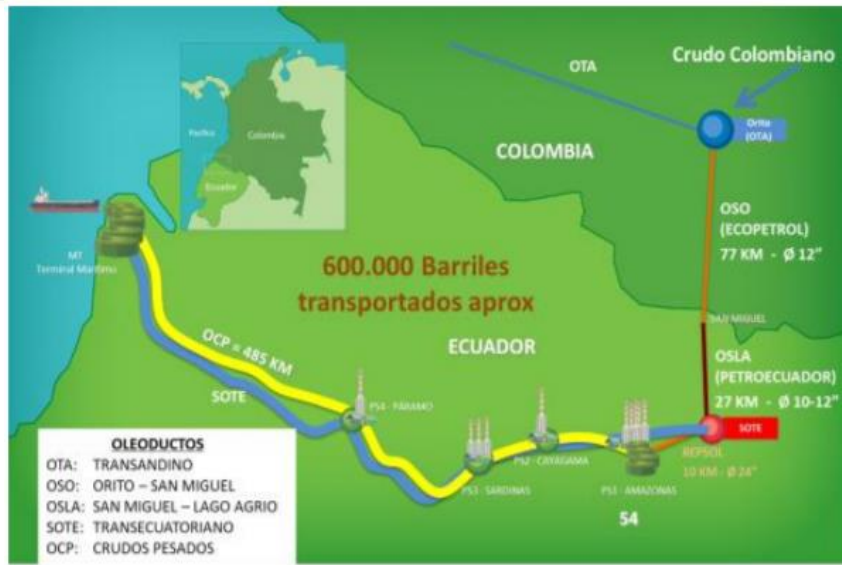 OTA
Crudo Colombiano
Orito
(OTA)
Pacífico
Colombia
Ecuador
COLOMBIA
OSO
(ECOPETROL)
77 KM - Ø 12"
MT
Terminal Marítimo
600.000 Barriles
transportados aprox
SAN MIGUEL
OCP = 485 KM
ECUADOR
OSLA
(PETROECUADOR)
27 KM - Ø 10-12"
SOTE
PS4 - PÁRAMO
SOTE
REPSOL
10 KM - Ø 24"
PS2 - CAYAGAMA
PS3 - SARDINAS
PS1 - AMAZONAS
54
OLEODUCTOS
OTA: TRANSANDINO
OSO: ORITO – SAN MIGUEL
OSLA: SAN MIGUEL – LAGO AGRIO
SOTE: TRANSECUATORIANO
OCP: CRUDOS PESADOS